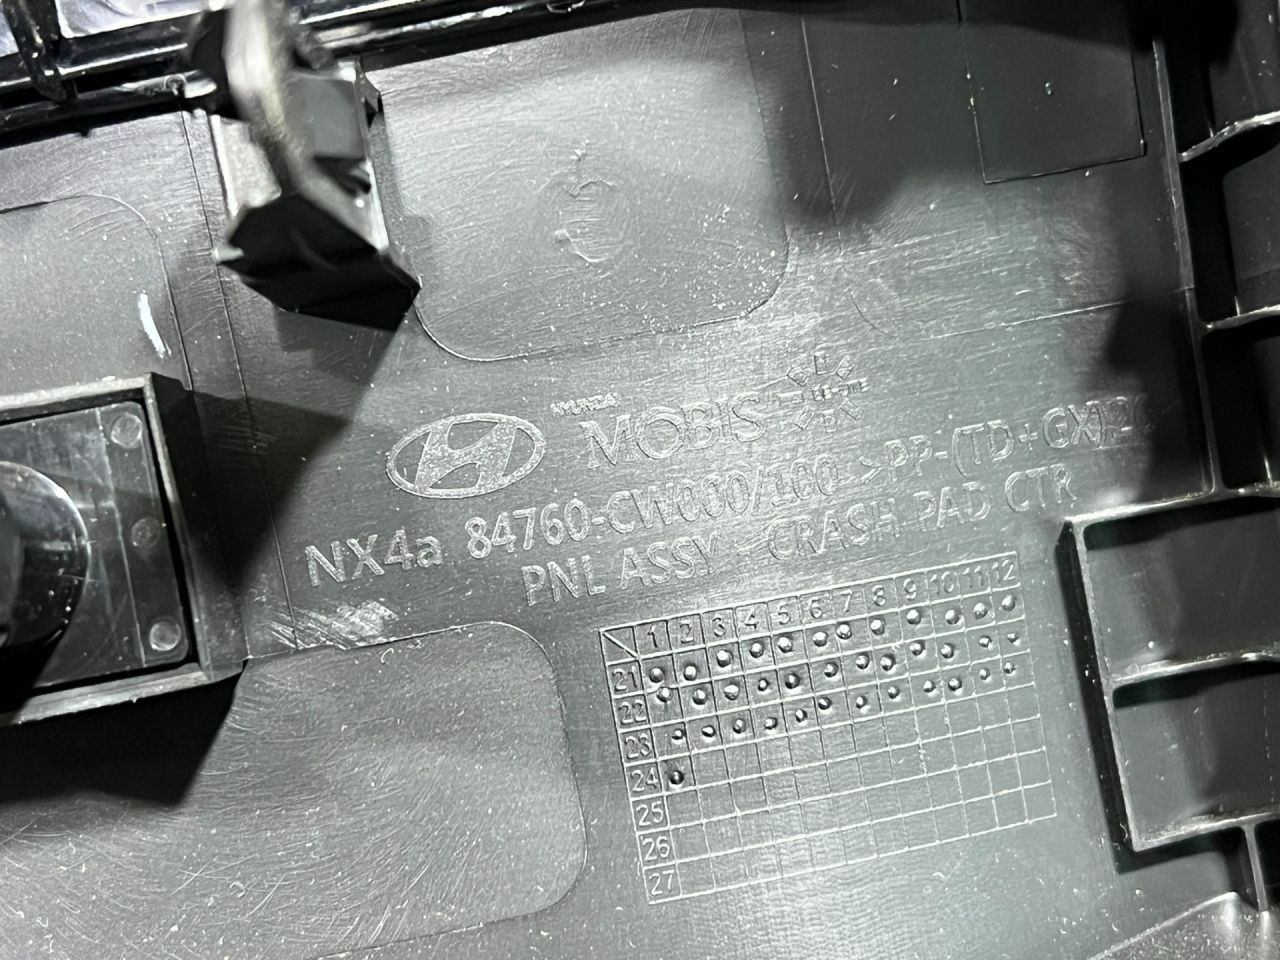 HYUNDAI
MOBIS
NX4a 84760-CW000/100 >PP-(TD+GX)20
PNL ASSY - CRASH PAD CTR
1 2 3 4 5 6 7 8 9 10 11 12
21
22
23
24
25
26
27